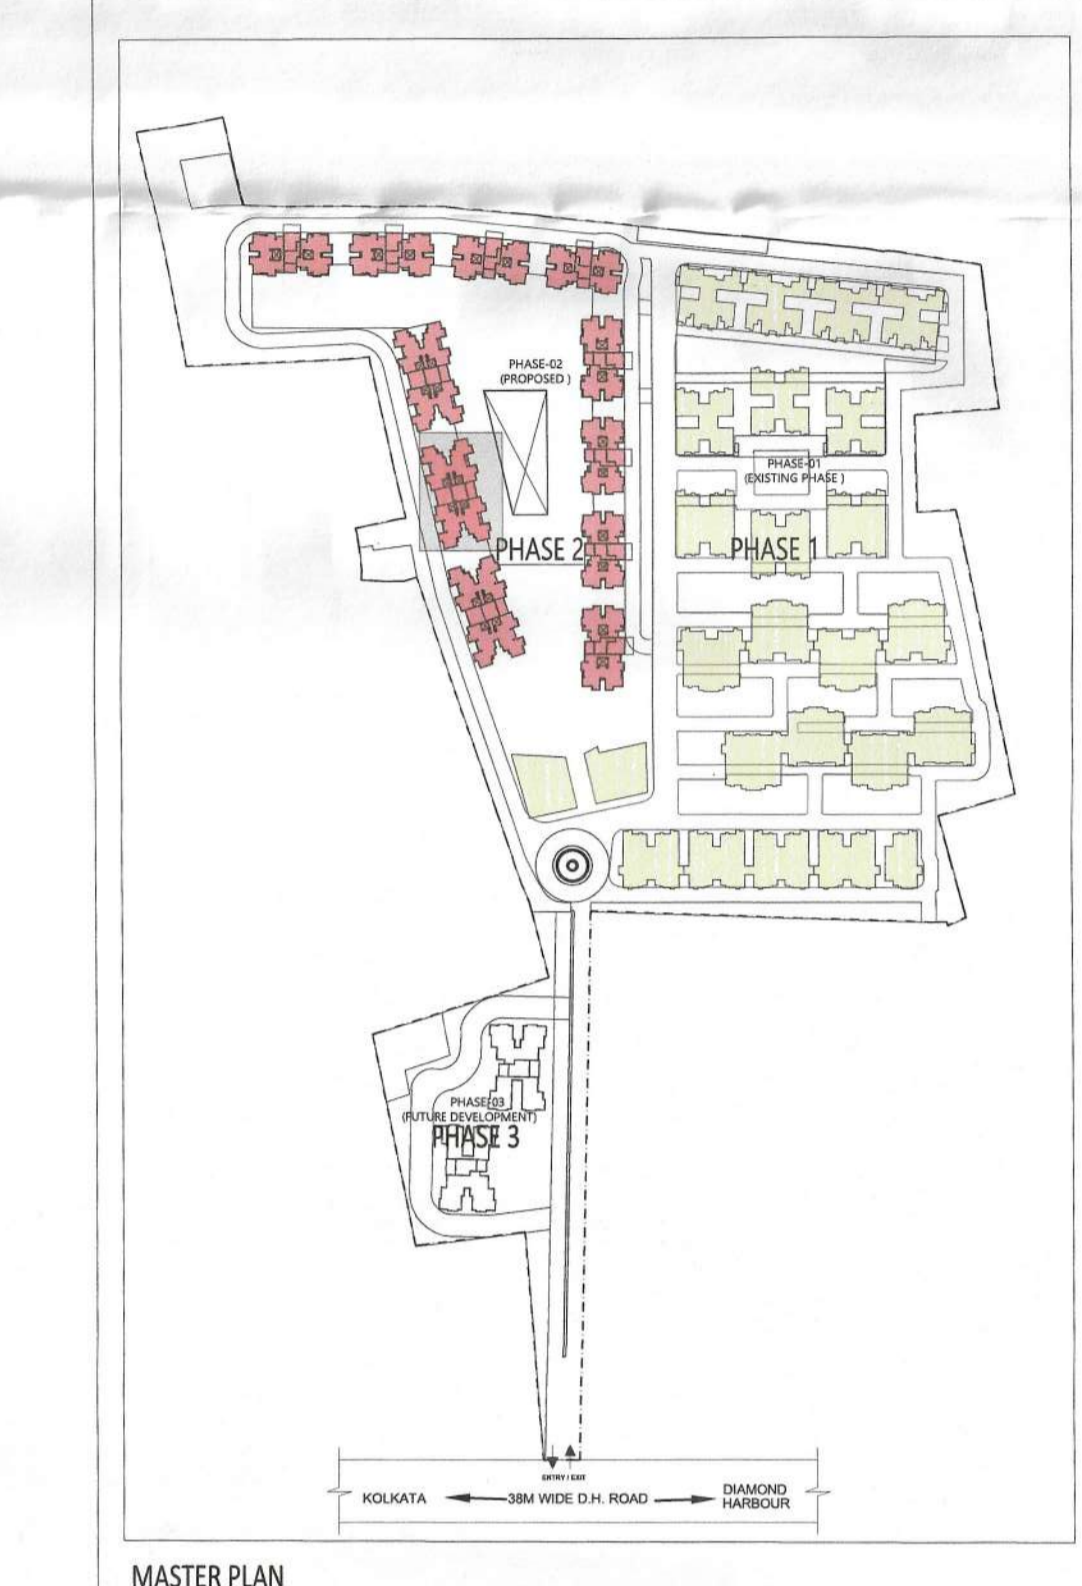 PHASE-02
(PROPOSED )
PHASE-01
(EXISTING PHASE )
PHASE 2
PHASE 1
PHASE-03
(FUTURE DEVELOPMENT)
PHASE 3
ENTRY / EXIT
KOLKATA
38M WIDE D.H. ROAD
DIAMOND
HARBOUR
MASTER PLAN